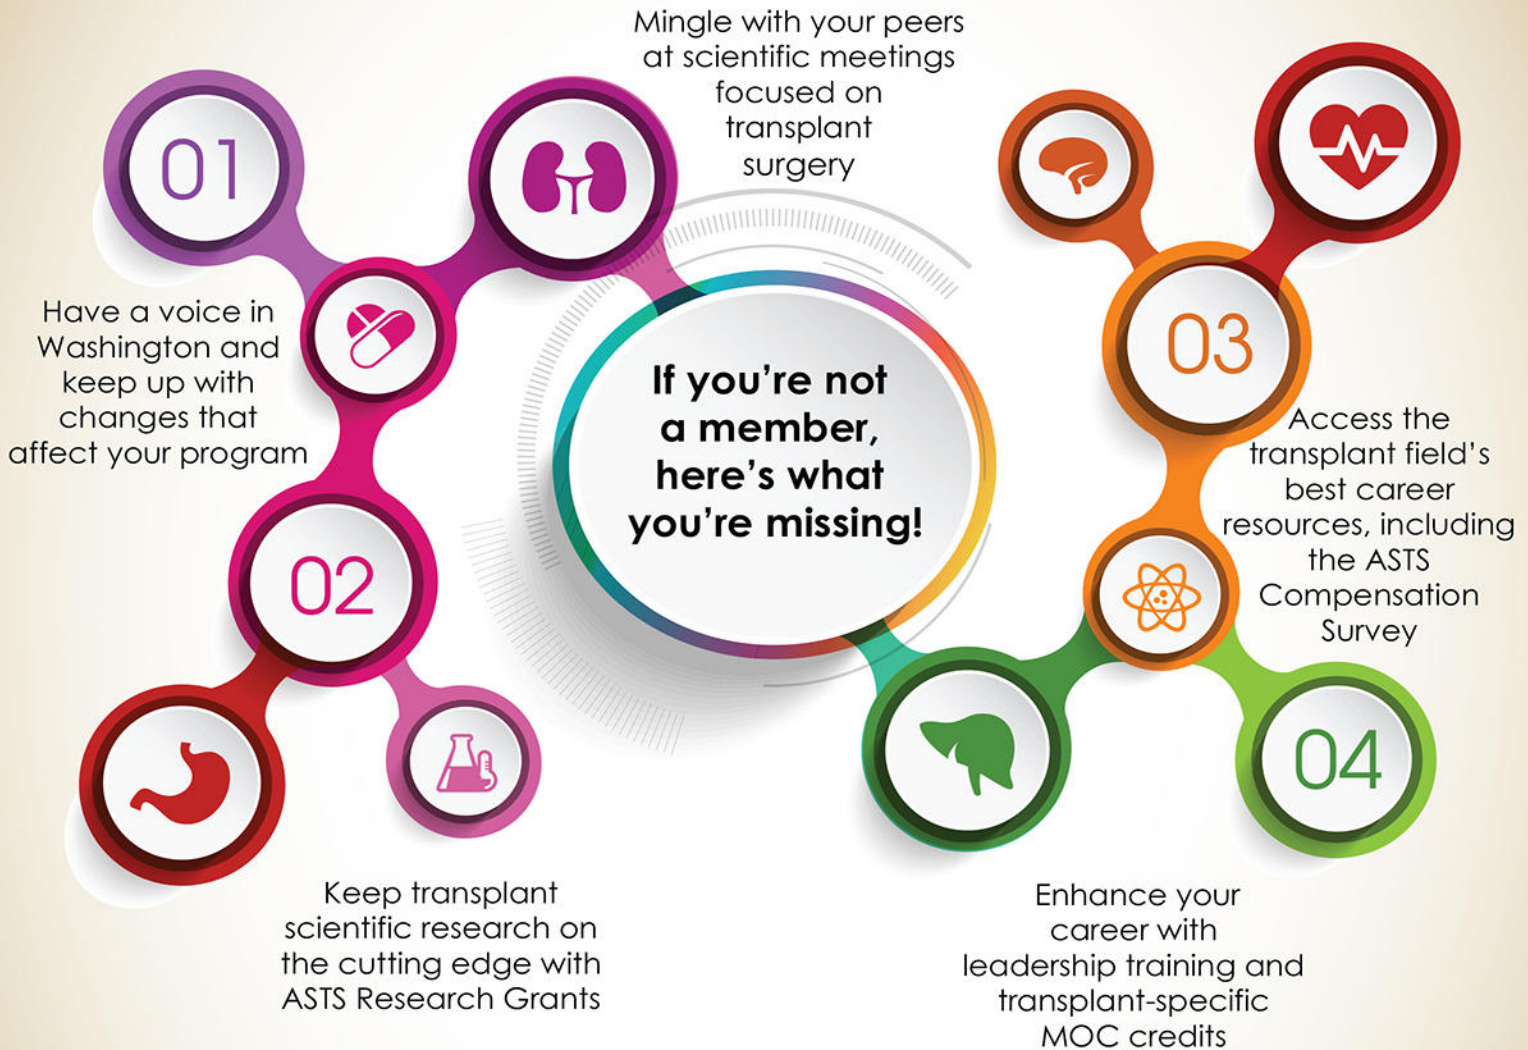 Mingle with your peers
at scientific meetings
focused on
transplant
surgery
01
Have a voice in
Washington and
keep up with
changes that
affect your program
02
Keep transplant
scientific research on
the cutting edge with
ASTS Research Grants
If you're not
a member,
here's what
you're missing!
03
Access the
transplant field's
best career
resources, including
the ASTS
Compensation
Survey
04
Enhance your
career with
leadership training and
transplant-specific
MOC credits